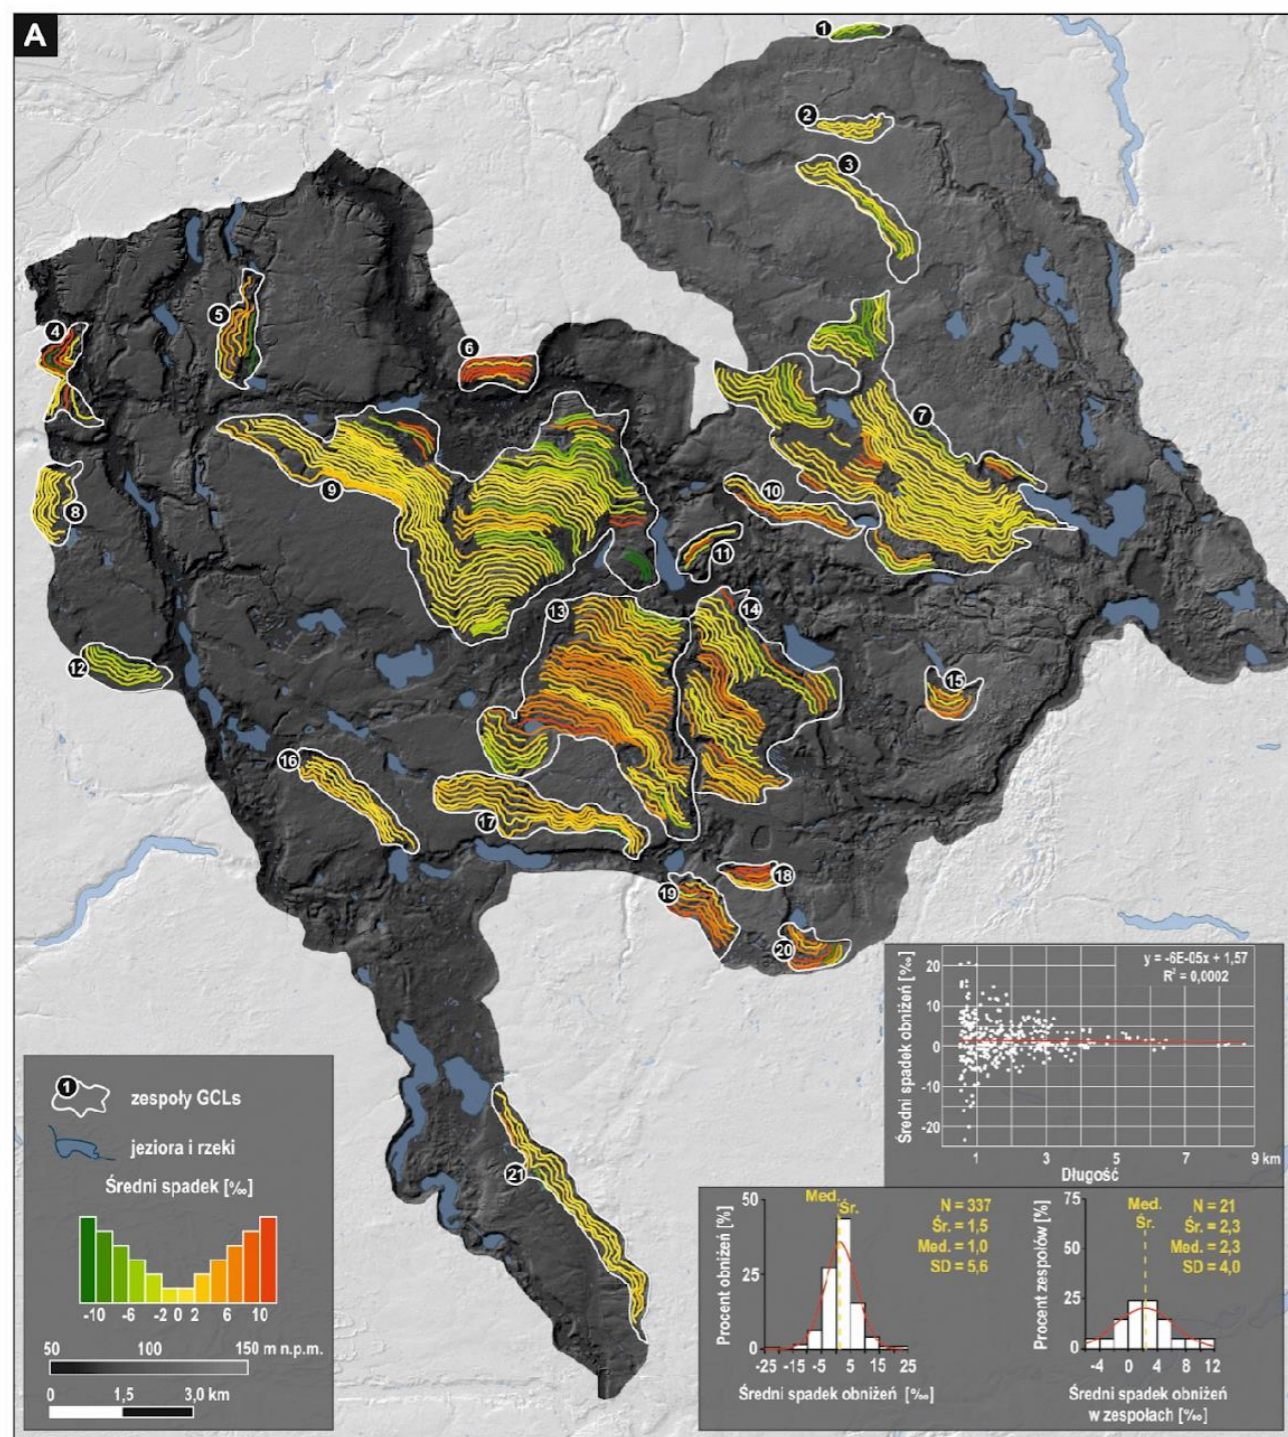 A
1
2
3
4
5
6
7
8
9
10
11
12
13
14
15
16
17
18
19
20
21
1 zespoły GCLs
jeziora i rzeki
Średni spadek [‰]
-10 -6 -2 0 2 6 10
50 100 150 m n.p.m.
0 1,5 3,0 km
y = -6E-05x + 1,57
R² = 0,0002
Średni spadek obniżeń [‰]
20
10
0
-10
-20
1 3 5 7 9 km
Długość
Procent obniżeń [%]
50
25
0
Med.
Śr.
N = 337
Śr. = 1,5
Med. = 1,0
SD = 5,6
-25 -15 -5 5 15 25
Średni spadek obniżeń [‰]
Procent zespołów [%]
75
50
25
0
Med.
Śr.
N = 21
Śr. = 2,3
Med. = 2,3
SD = 4,0
-4 0 4 8 12
Średni spadek obniżeń
w zespołach [‰]